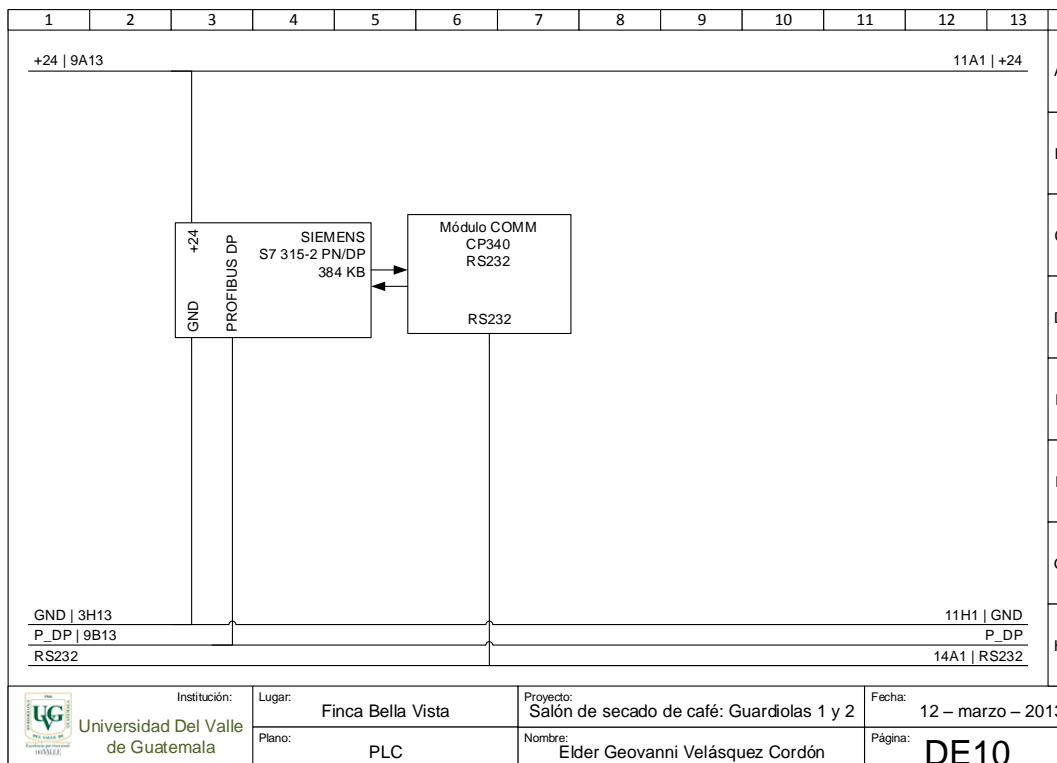 1 2 3 4 5 6 7 8 9 10 11 12 13
+24 | 9A13
11A1 | +24
+24
GND
PROFIBUS DP
SIEMENS
S7 315-2 PN/DP
384 KB
Módulo COMM
CP340
RS232
RS232
GND | 3H13
11H1 | GND
P_DP | 9B13
P_DP
RS232
14A1 | RS232
UVG
Institución:
Universidad Del Valle
de Guatemala
Lugar:
Finca Bella Vista
Plano:
PLC
Proyecto:
Salón de secado de café: Guardiolas 1 y 2
Nombre:
Elder Geovanni Velásquez Cordón
Fecha:
12 – marzo – 2013
Página:
DE10